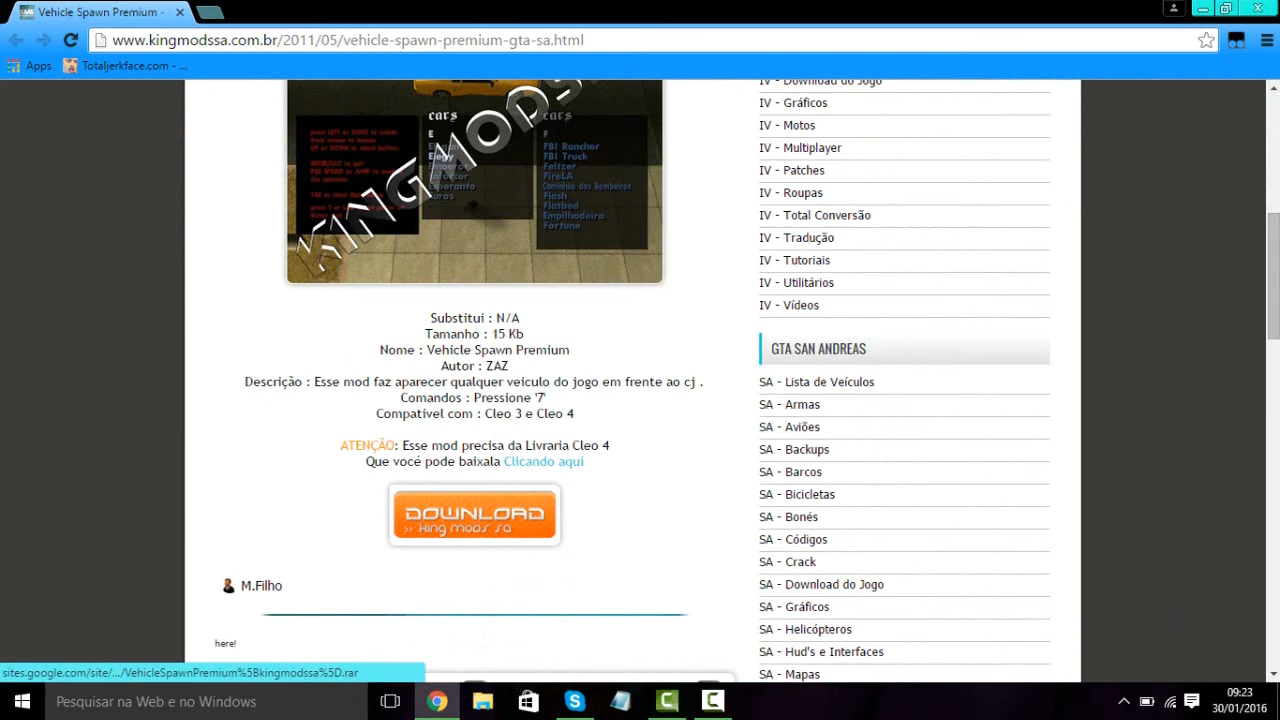 Vehicle Spawn Premium -
www.kingmodssa.com.br/2011/05/vehicle-spawn-premium-gta-sa.html
Apps
Totaljerkface.com - ...
KINGMODS
cars
E
Elegy
Esperanto
Euros
cars
F
FBI Rancher
FBI Truck
Feltzer
FireLA
Caminhão dos Bombeiros
Flash
Flatbed
Empilhadeira
Fortune
Substitui : N/A
Tamanho : 15 Kb
Nome : Vehicle Spawn Premium
Autor : ZAZ
Descrição : Esse mod faz aparecer qualquer veiculo do jogo em frente ao cj .
Comandos : Pressione '7'
Compativel com : Cleo 3 e Cleo 4
ATENÇÃO: Esse mod precisa da Livraria Cleo 4
Que você pode baixala Clicando aqui
DOWNLOAD
>> king mods sa
M.Filho
here!
IV - Download do Jogo
IV - Gráficos
IV - Motos
IV - Multiplayer
IV - Patches
IV - Roupas
IV - Total Conversão
IV - Tradução
IV - Tutoriais
IV - Utilitários
IV - Vídeos
GTA SAN ANDREAS
SA - Lista de Veículos
SA - Armas
SA - Aviões
SA - Backups
SA - Barcos
SA - Bicicletas
SA - Bonés
SA - Códigos
SA - Crack
SA - Download do Jogo
SA - Gráficos
SA - Helicópteros
SA - Hud's e Interfaces
SA - Mapas
sites.google.com/site/.../VehicleSpawnPremium%5Bkingmodssa%5D.rar
Pesquisar na Web e no Windows
09:23
30/01/2016